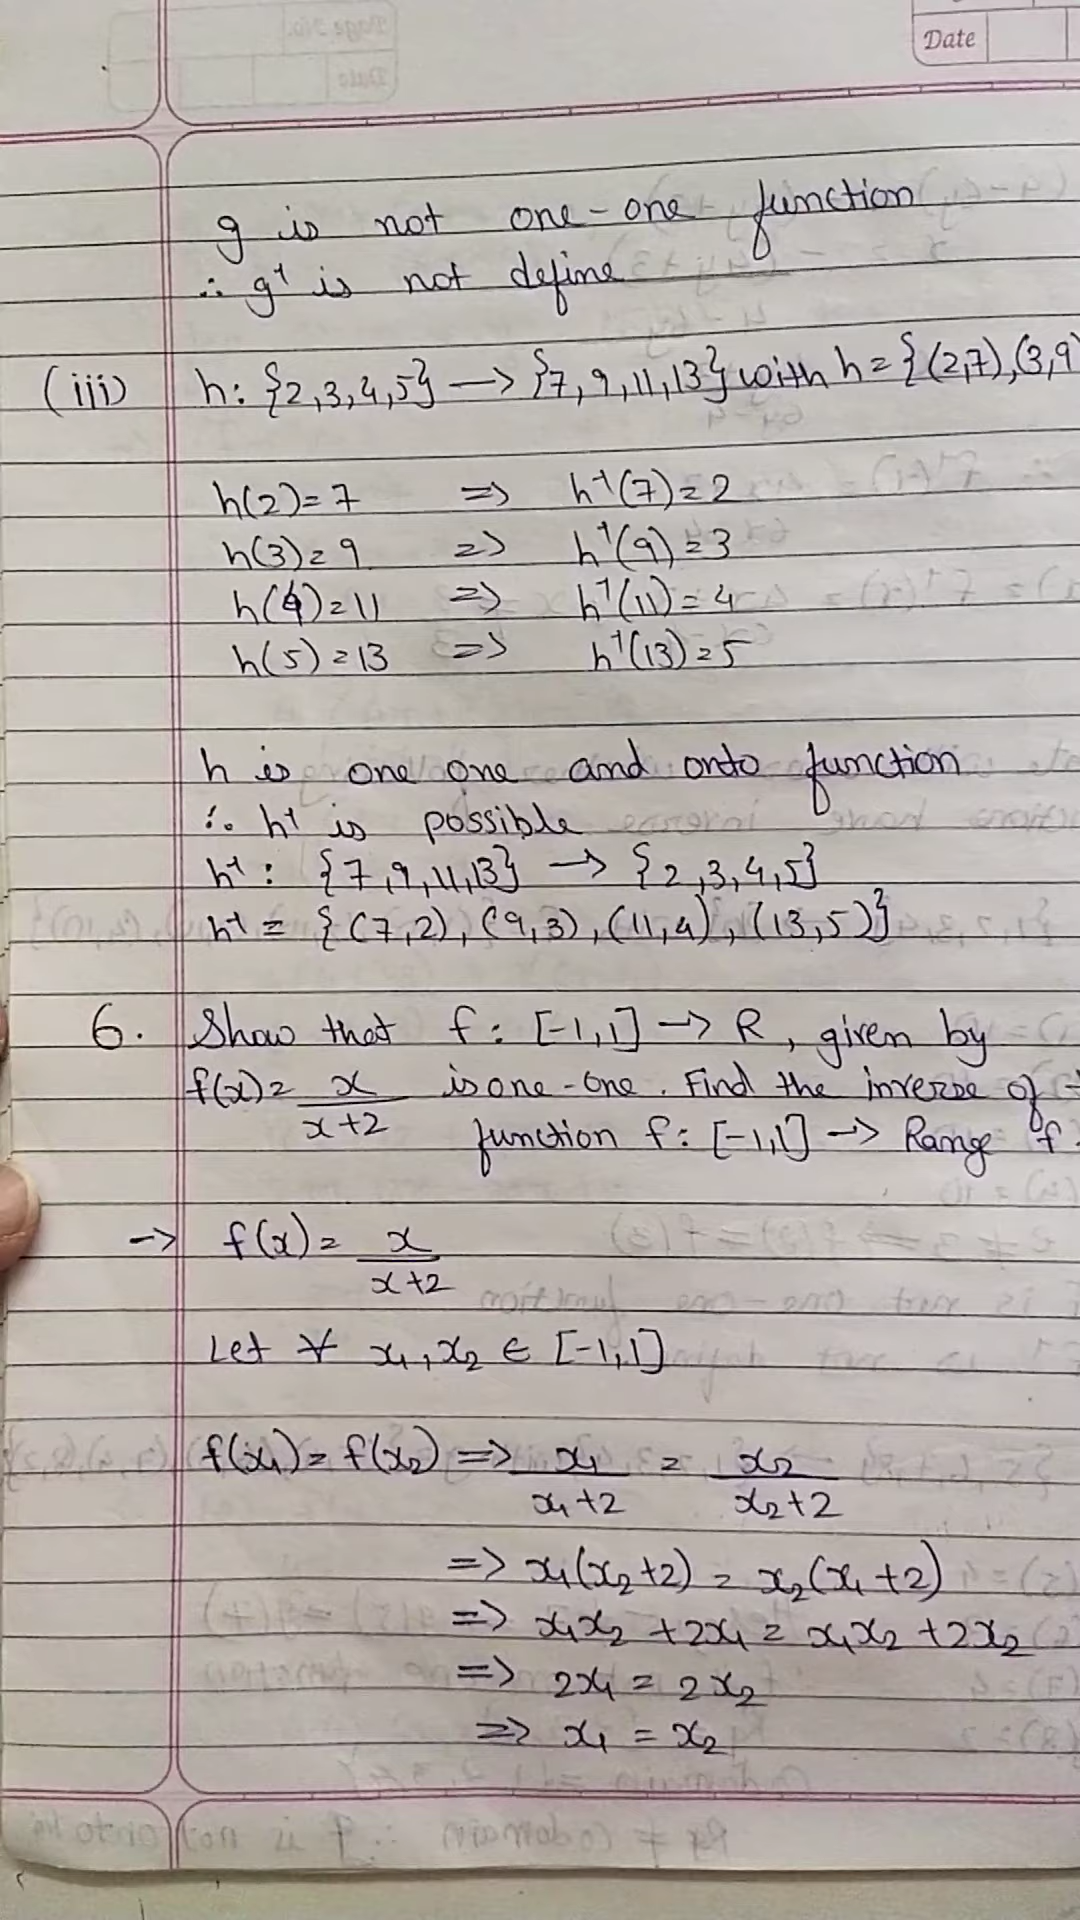 Date
g is not one-one function
∴ g⁻¹ is not define
(iii) h: {2,3,4,5} → {7,9,11,13} with h = {(2,7),(3,9)
h(2)=7 => h⁻¹(7)=2
h(3)=9 => h⁻¹(9)=3
h(4)=11 => h⁻¹(11)=4
h(5)=13 => h⁻¹(13)=5
h is one one and onto function
∴ h⁻¹ is possible
h⁻¹: {7,9,11,13} → {2,3,4,5}
h⁻¹ = {(7,2),(9,3),(11,4),(13,5)}
6. Show that f: [-1,1] → R, given by
f(x)= x/(x+2) is one-one. Find the inverse of
function f: [-1,1] → Range f.
→ f(x)= x/(x+2)
Let ∀ x₁,x₂ ∈ [-1,1]
f(x₁)= f(x₂) => x₁/(x₁+2) = x₂/(x₂+2)
=> x₁(x₂+2) = x₂(x₁+2)
=> x₁x₂ +2x₁ = x₁x₂ +2x₂
=> 2x₁ = 2x₂
=> x₁ = x₂